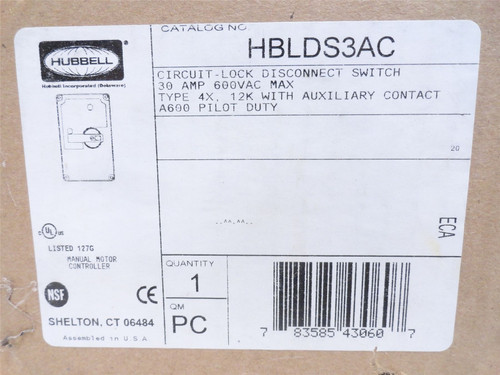 CATALOG NO.
HBLDS3AC
HUBBELL
Hubbell Incorporated (Delaware)
CIRCUIT-LOCK DISCONNECT SWITCH
30 AMP 600VAC MAX
TYPE 4X, 12K WITH AUXILIARY CONTACT
A600 PILOT DUTY
20
..^^.^^..
ECA
c UL us
LISTED 127G
MANUAL MOTOR
CONTROLLER
NSF
CE
SHELTON, CT 06484
Assembled in U.S.A.
QUANTITY
1
QM
PC
7 83585 43060 7